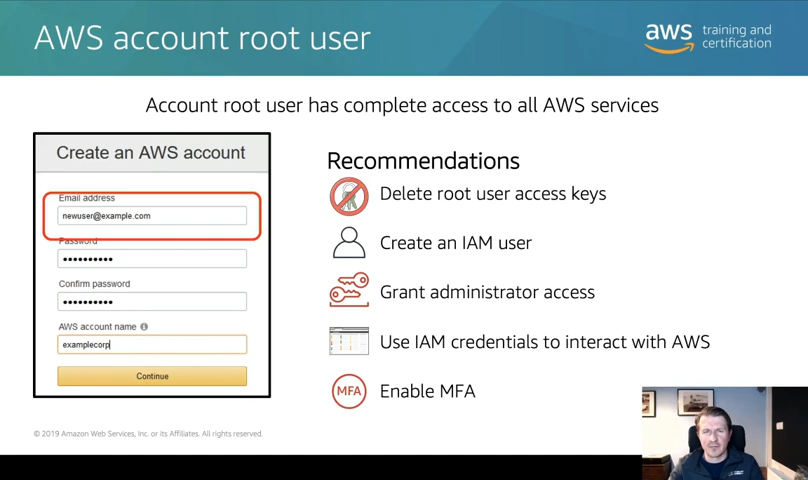 AWS account root user
aws training and certification
Account root user has complete access to all AWS services
Create an AWS account
Email address
newuser@example.com
Password
••••••••••
Confirm password
••••••••••
AWS account name
examplecorp
Continue
Recommendations
Delete root user access keys
Create an IAM user
Grant administrator access
Use IAM credentials to interact with AWS
MFA
Enable MFA
© 2019 Amazon Web Services, Inc. or its Affiliates. All rights reserved.